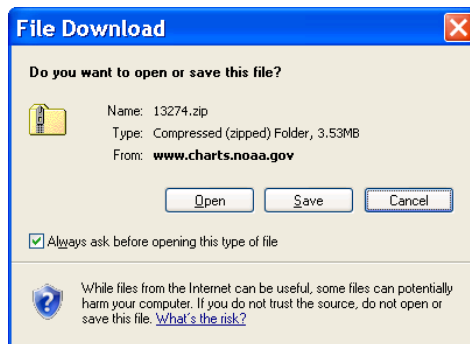 File Download
Do you want to open or save this file?
Name: 13274.zip
Type: Compressed (zipped) Folder, 3.53MB
From: www.charts.noaa.gov
Open Save Cancel
Always ask before opening this type of file
While files from the Internet can be useful, some files can potentially
harm your computer. If you do not trust the source, do not open or
save this file. What's the risk?